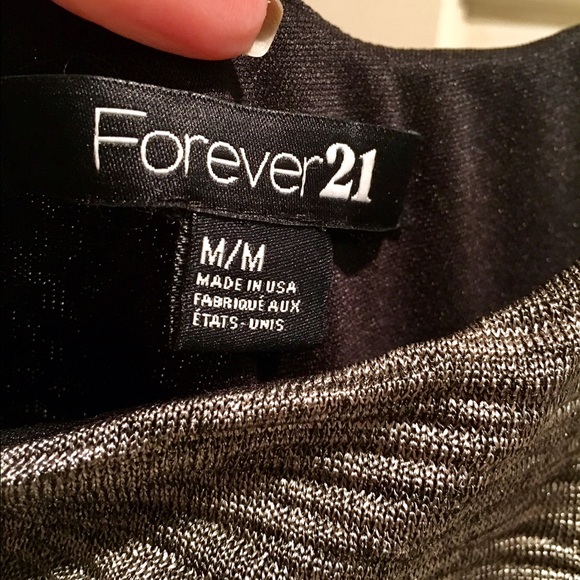 Forever21
M/M
MADE IN USA
FABRIQUÉ AUX
ÉTATS-UNIS